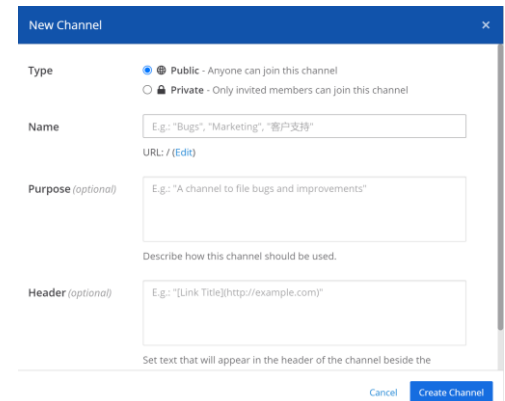 New Channel ×
Type
Public - Anyone can join this channel
Private - Only invited members can join this channel
Name
E.g.: "Bugs", "Marketing", "客户支持"
URL: / (Edit)
Purpose (optional)
E.g.: "A channel to file bugs and improvements"
Describe how this channel should be used.
Header (optional)
E.g.: "[Link Title](http://example.com)"
Set text that will appear in the header of the channel beside the
Cancel
Create Channel